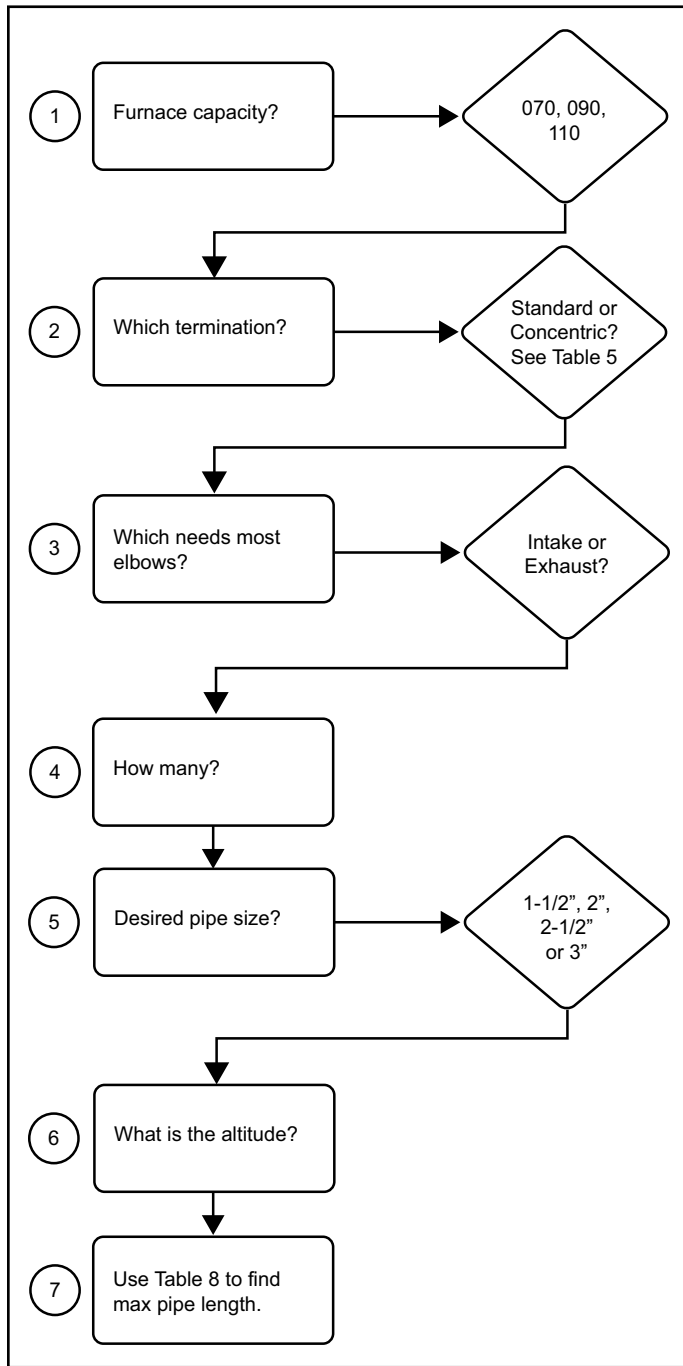 1
Furnace capacity?
070, 090,
110
2
Which termination?
Standard or
Concentric?
See Table 5
3
Which needs most
elbows?
Intake or
Exhaust?
4
How many?
5
Desired pipe size?
1-1/2”, 2”,
2-1/2”
or 3”
6
What is the altitude?
7
Use Table 8 to find
max pipe length.